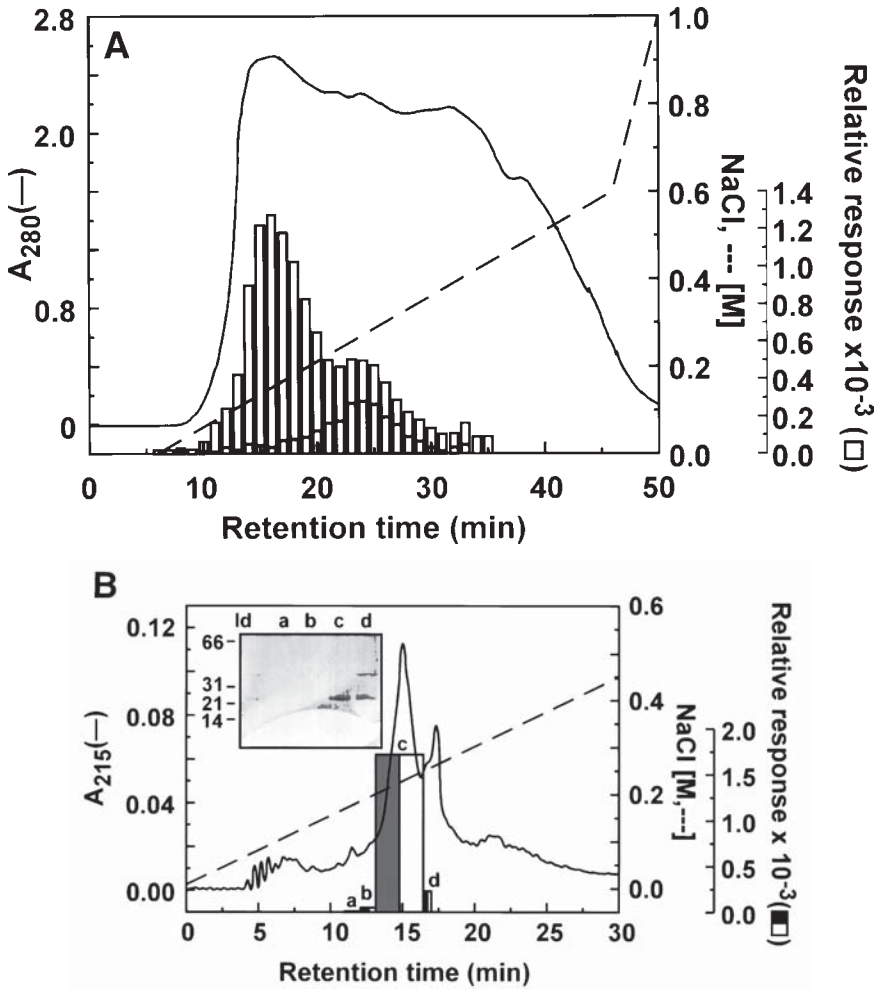 A
2.8
2.0
0.8
0
A280(—)
1.0
0.8
0.6
0.4
0.2
0.0
NaCl, --- [M]
1.4
1.2
1.0
0.8
0.6
0.4
0.2
0.0
Relative response x10-3 (□)
0 10 20 30 40 50
Retention time (min)
B
0.12
0.08
0.04
0.00
A215(—)
ld a b c d
66
31
21
14
a b c d
0.6
0.4
0.2
0.0
NaCl [M,---]
2.0
1.5
1.0
0.5
0.0
Relative response x 10-3(■□)
0 5 10 15 20 25 30
Retention time (min)